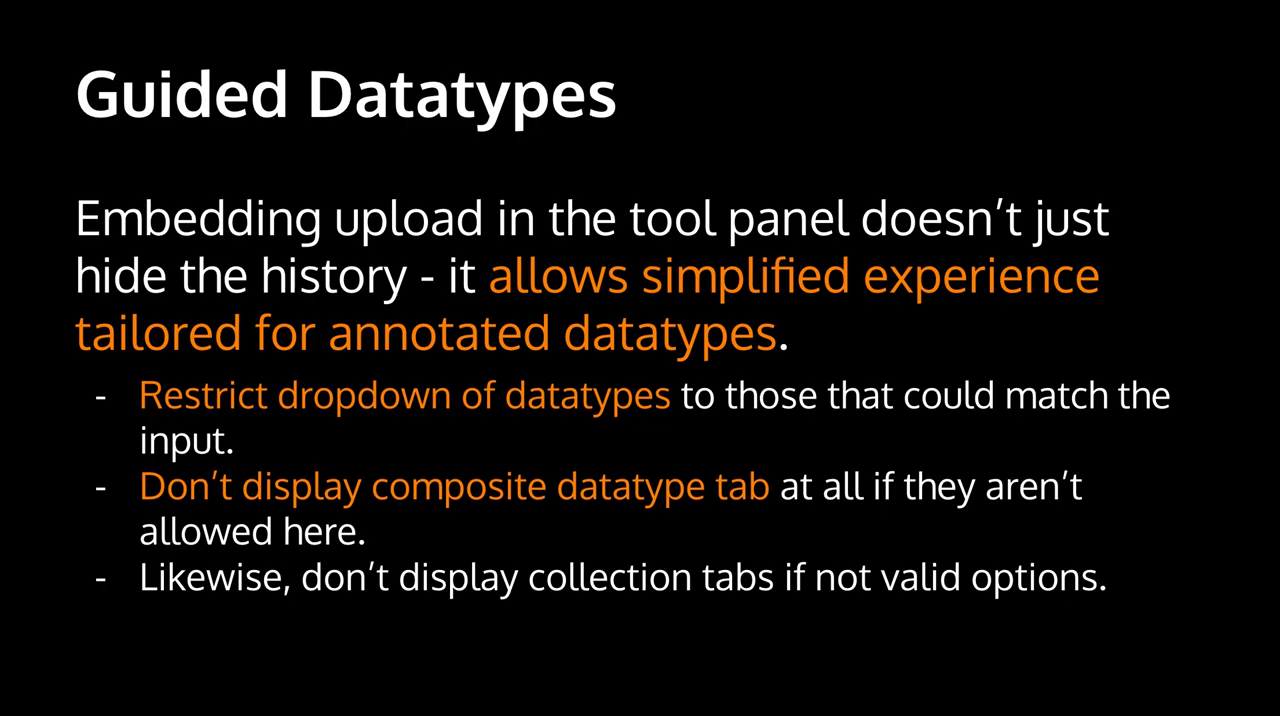 Guided Datatypes
Embedding upload in the tool panel doesn’t just
hide the history - it allows simplified experience
tailored for annotated datatypes.
- Restrict dropdown of datatypes to those that could match the
input.
- Don’t display composite datatype tab at all if they aren’t
allowed here.
- Likewise, don’t display collection tabs if not valid options.